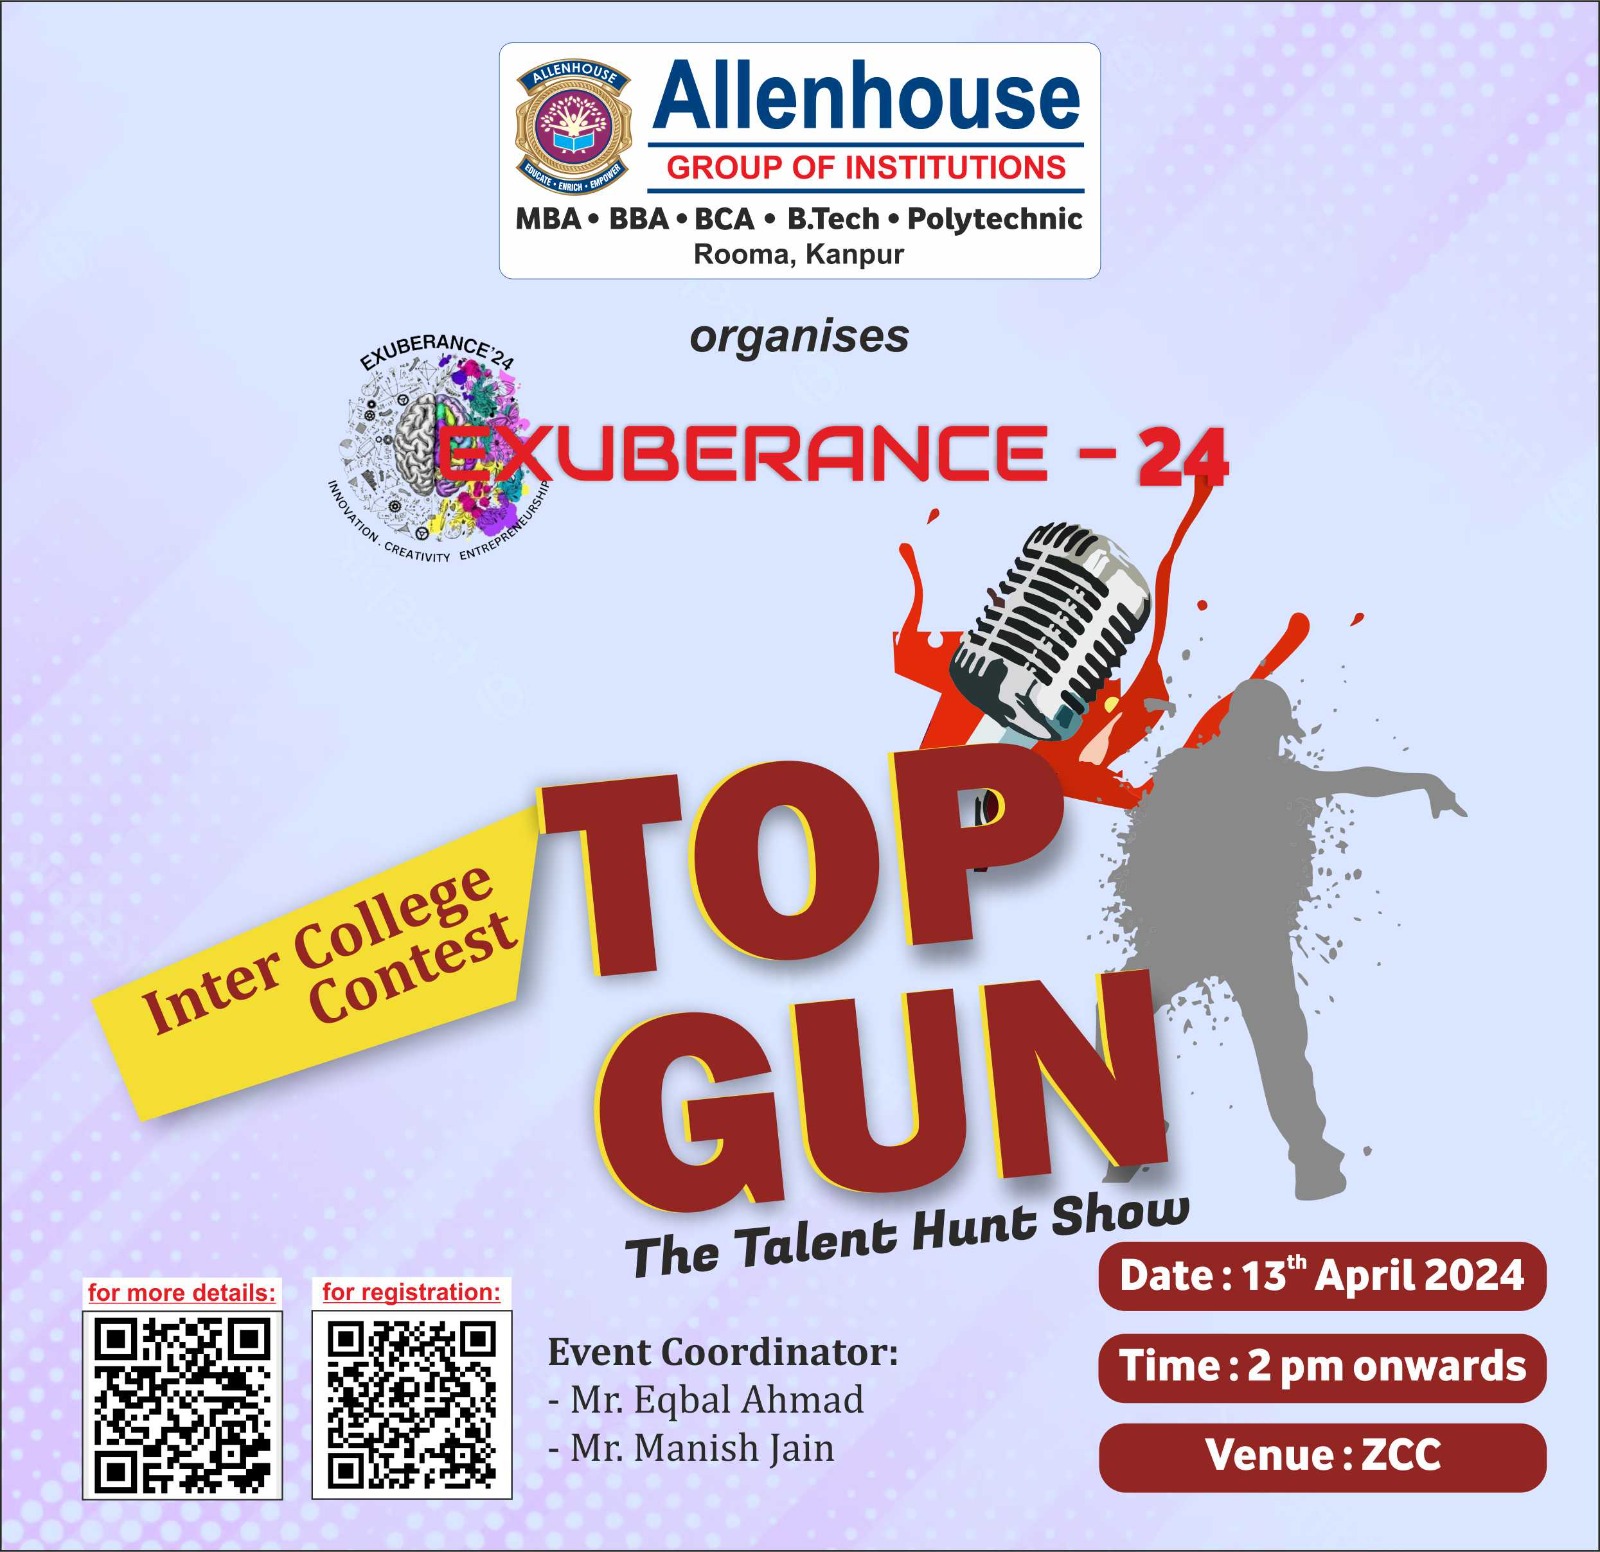 ALLENHOUSE
EDUCATE • ENRICH • EMPOWER
Allenhouse
GROUP OF INSTITUTIONS
MBA • BBA • BCA • B.Tech • Polytechnic
Rooma, Kanpur
organises
EXUBERANCE'24
INNOVATION . CREATIVITY ENTREPRENEURSHIP
EXUBERANCE - 24
Inter College
Contest
TOP
GUN
The Talent Hunt Show
for more details:
for registration:
Event Coordinator:
- Mr. Eqbal Ahmad
- Mr. Manish Jain
Date : 13th April 2024
Time : 2 pm onwards
Venue : ZCC